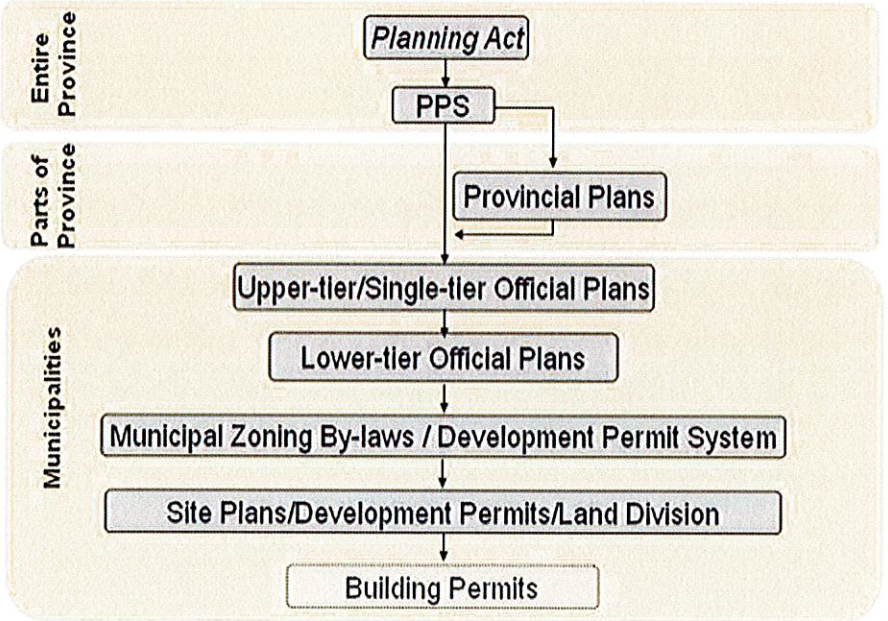 Entire
Province
Planning Act
PPS
Parts of
Province
Provincial Plans
Municipalities
Upper-tier/Single-tier Official Plans
Lower-tier Official Plans
Municipal Zoning By-laws / Development Permit System
Site Plans/Development Permits/Land Division
Building Permits